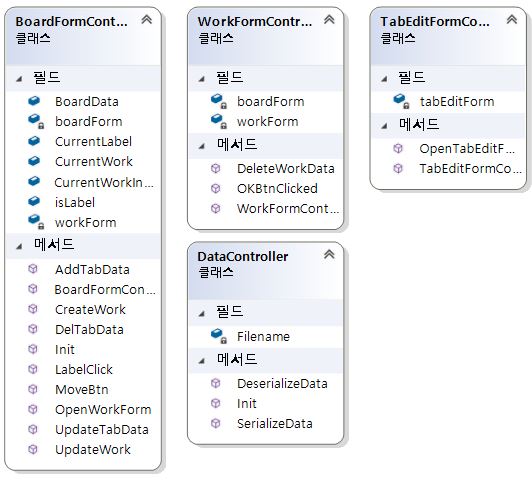 BoardFormCont...
클래스
필드
BoardData
boardForm
CurrentLabel
CurrentWork
CurrentWorkIn...
isLabel
workForm
메서드
AddTabData
BoardFormCon...
CreateWork
DelTabData
Init
LabelClick
MoveBtn
OpenWorkForm
UpdateTabData
UpdateWork
WorkFormContr...
클래스
필드
boardForm
workForm
메서드
DeleteWorkData
OKBtnClicked
WorkFormCont...
DataController
클래스
필드
Filename
메서드
DeserializeData
Init
SerializeData
TabEditFormCo...
클래스
필드
tabEditForm
메서드
OpenTabEditF...
TabEditFormCo...